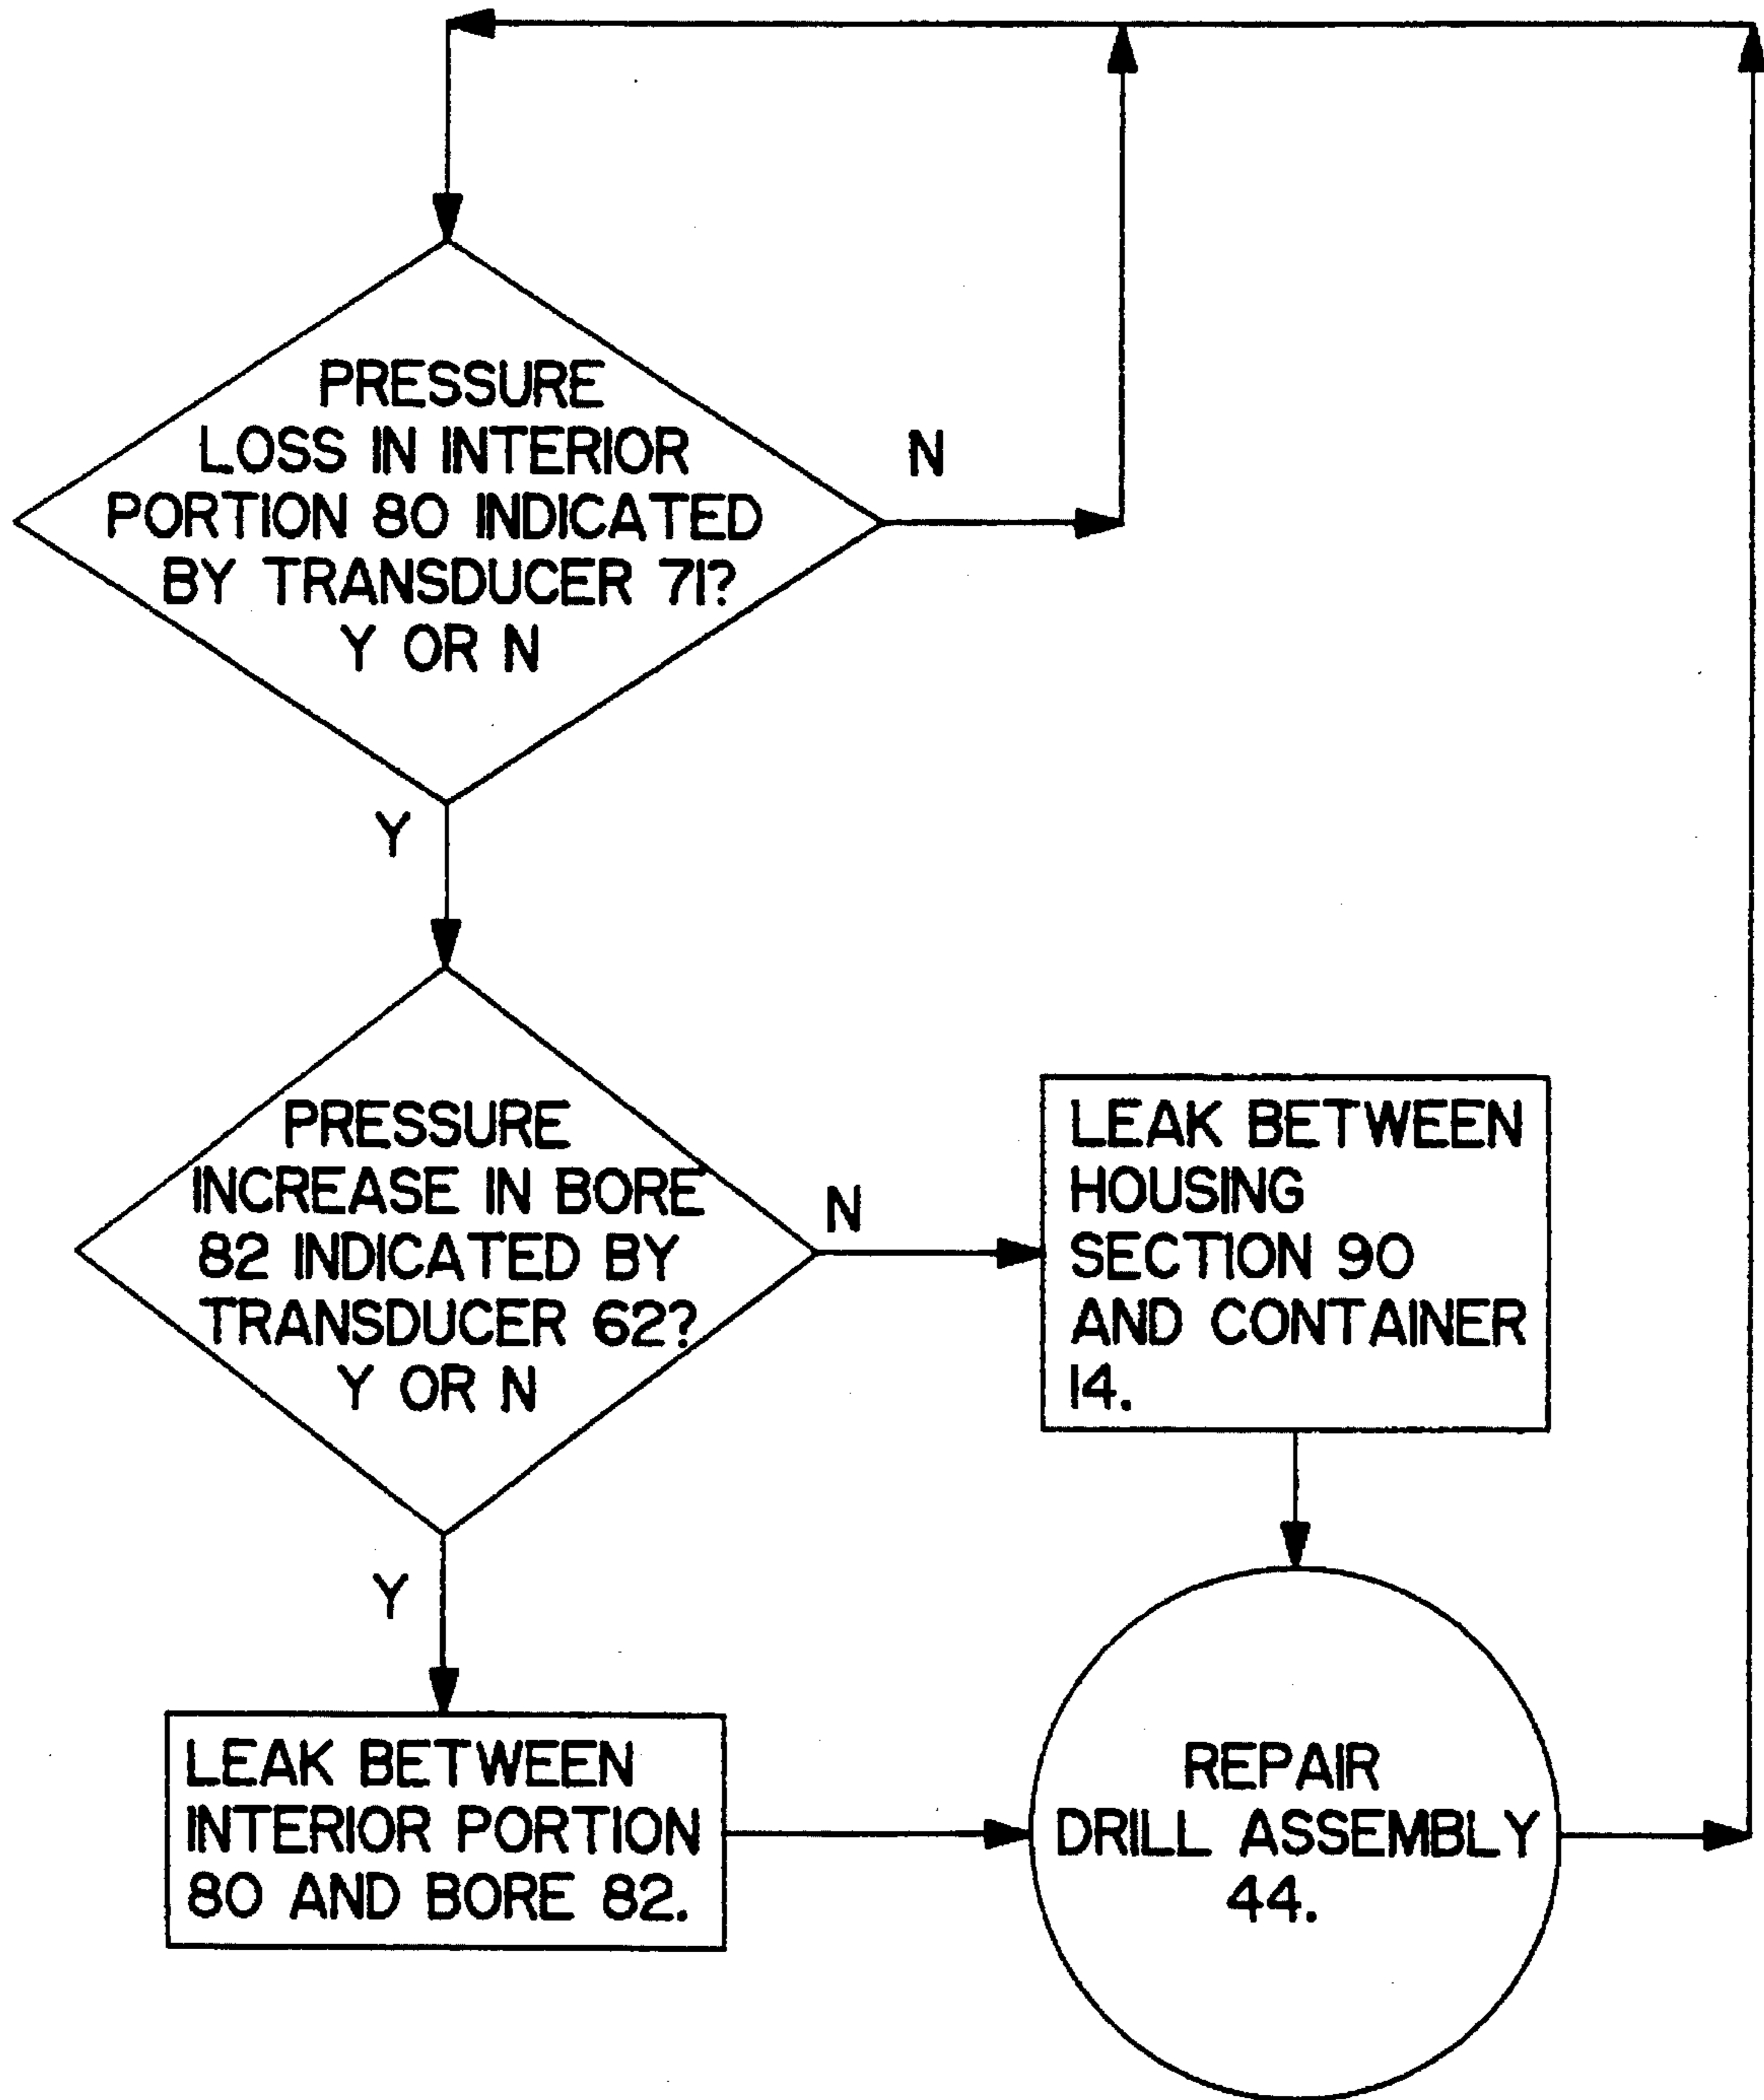 PRESSURE
LOSS IN INTERIOR
PORTION 80 INDICATED
BY TRANSDUCER 71?
Y OR N
N
Y
PRESSURE
INCREASE IN BORE
82 INDICATED BY
TRANSDUCER 62?
Y OR N
N
LEAK BETWEEN
HOUSING
SECTION 90
AND CONTAINER
14.
Y
LEAK BETWEEN
INTERIOR PORTION
80 AND BORE 82.
REPAIR
DRILL ASSEMBLY
44.